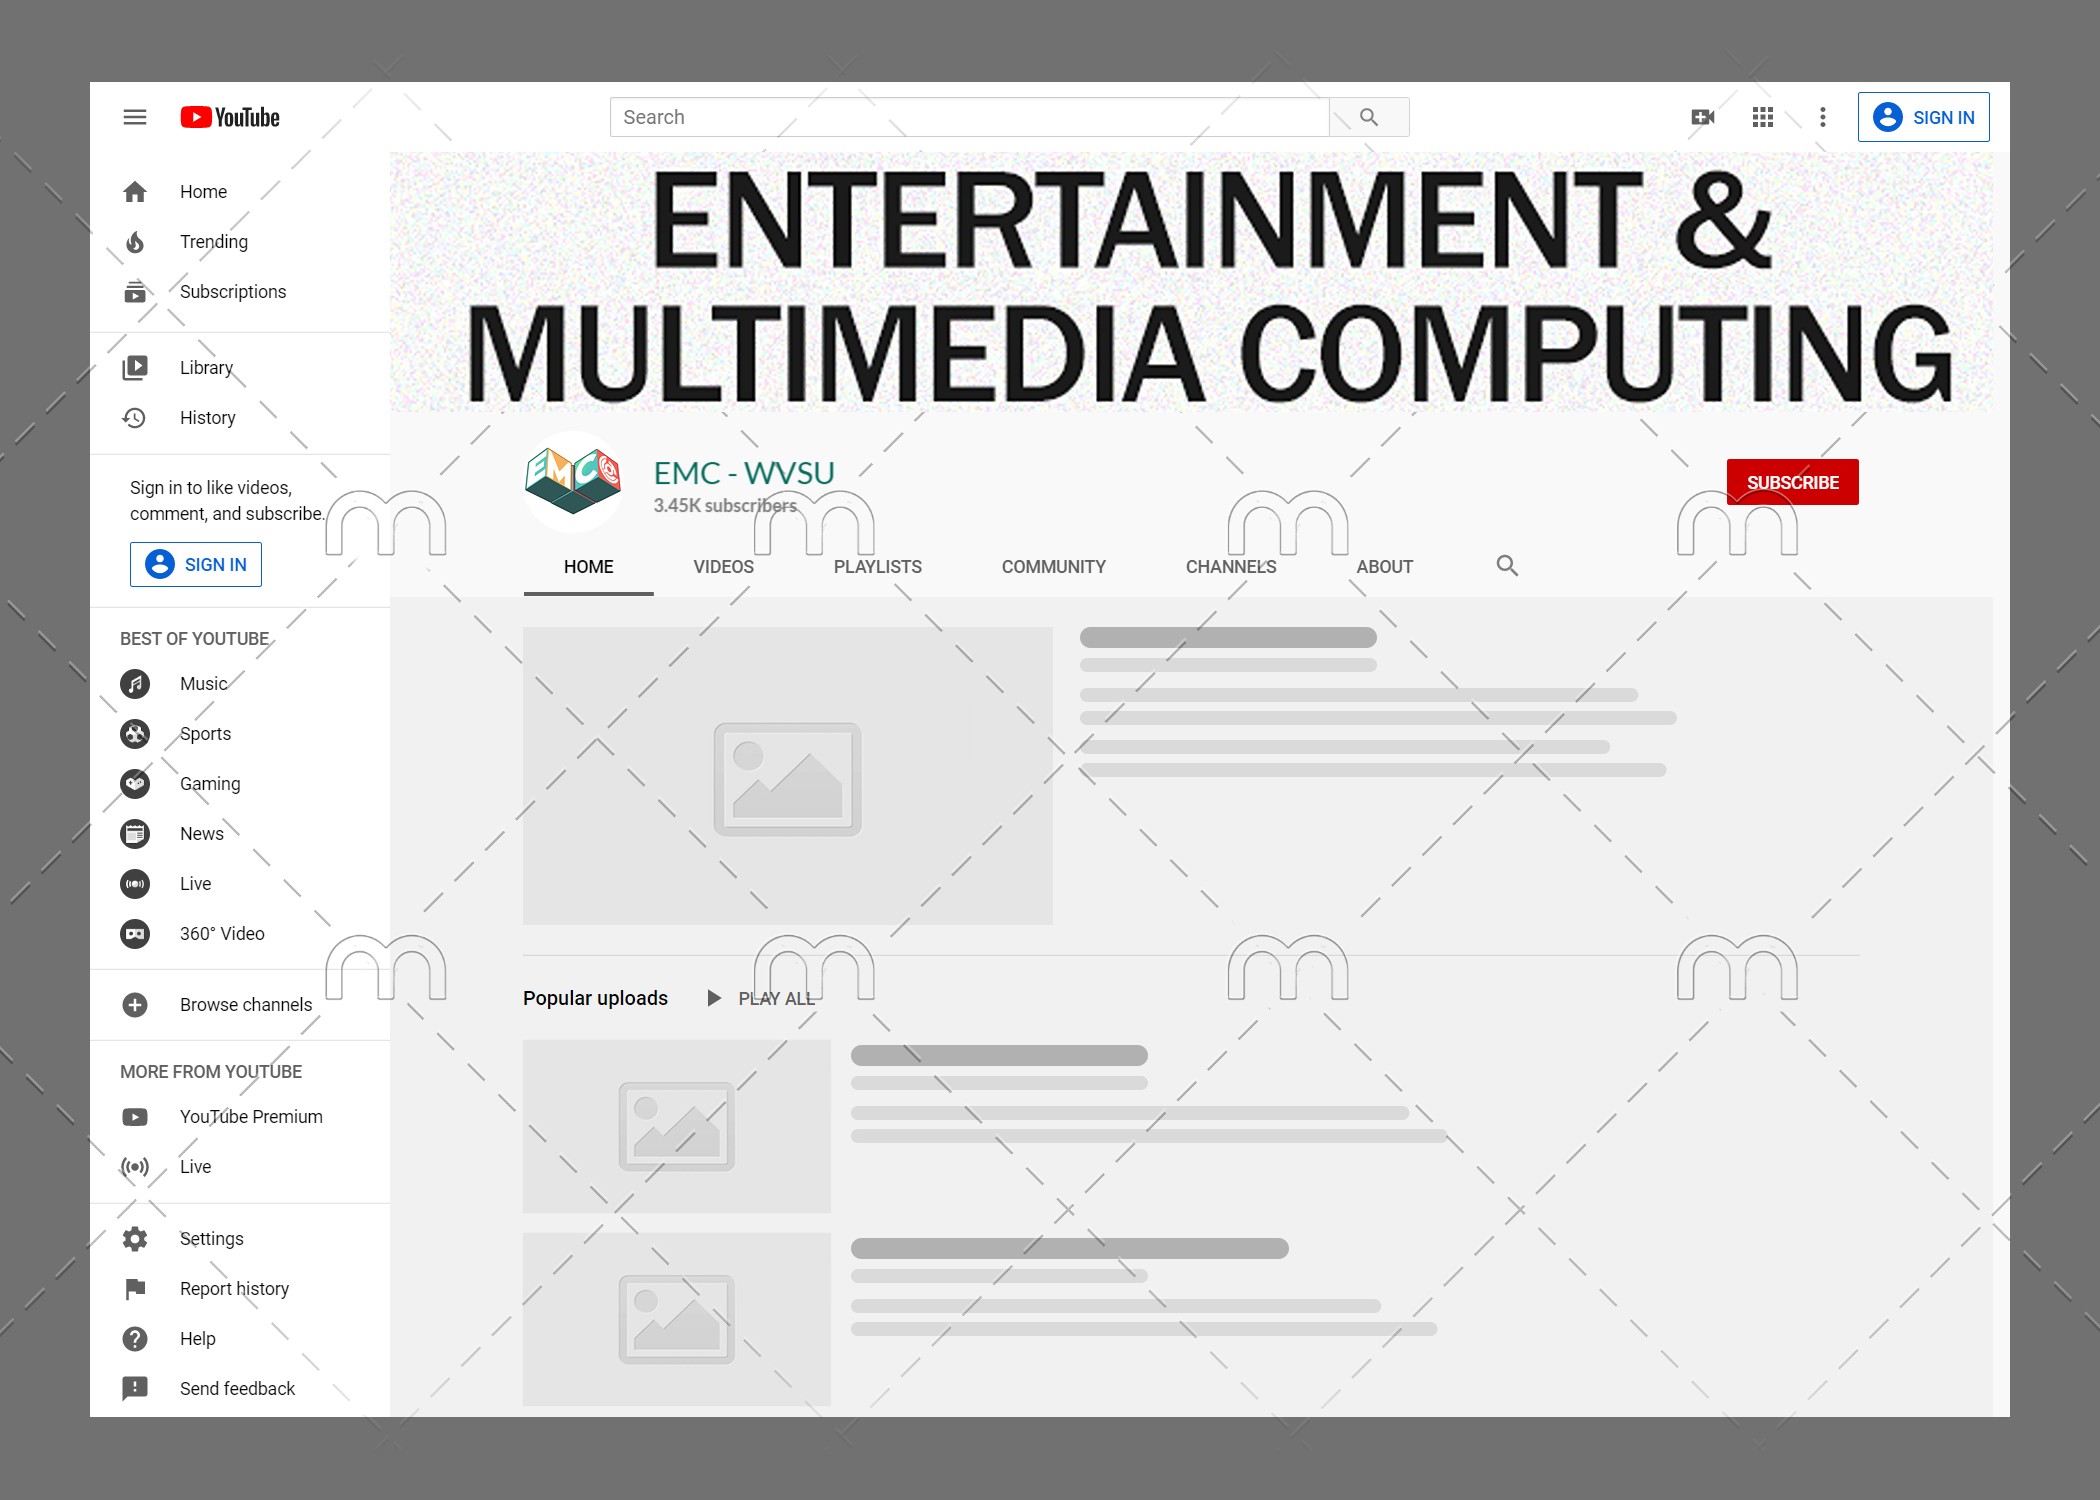 YouTube
Search
SIGN IN
Home
Trending
Subscriptions
Library
History
Sign in to like videos,
comment, and subscribe.
SIGN IN
BEST OF YOUTUBE
Music
Sports
Gaming
News
Live
360° Video
Browse channels
MORE FROM YOUTUBE
YouTube Premium
Live
Settings
Report history
Help
Send feedback
ENTERTAINMENT &
MULTIMEDIA COMPUTING
EMC
EMC - WVSU
3.45K subscribers
SUBSCRIBE
HOME VIDEOS PLAYLISTS COMMUNITY CHANNELS ABOUT
Popular uploads PLAY ALL
m m m m
m m m m